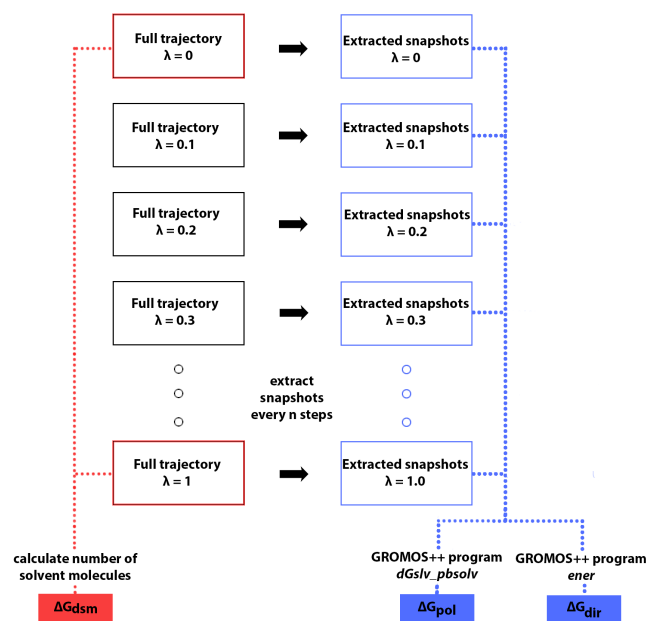 Full trajectory
λ = 0
Extracted snapshots
λ = 0
Full trajectory
λ = 0.1
Extracted snapshots
λ = 0.1
Full trajectory
λ = 0.2
Extracted snapshots
λ = 0.2
Full trajectory
λ = 0.3
Extracted snapshots
λ = 0.3
extract
snapshots
every n steps
Full trajectory
λ = 1
Extracted snapshots
λ = 1.0
calculate number of
solvent molecules
ΔGdsm
GROMOS++ program
dGslv_pbsolv
ΔGpol
GROMOS++ program
ener
ΔGdir